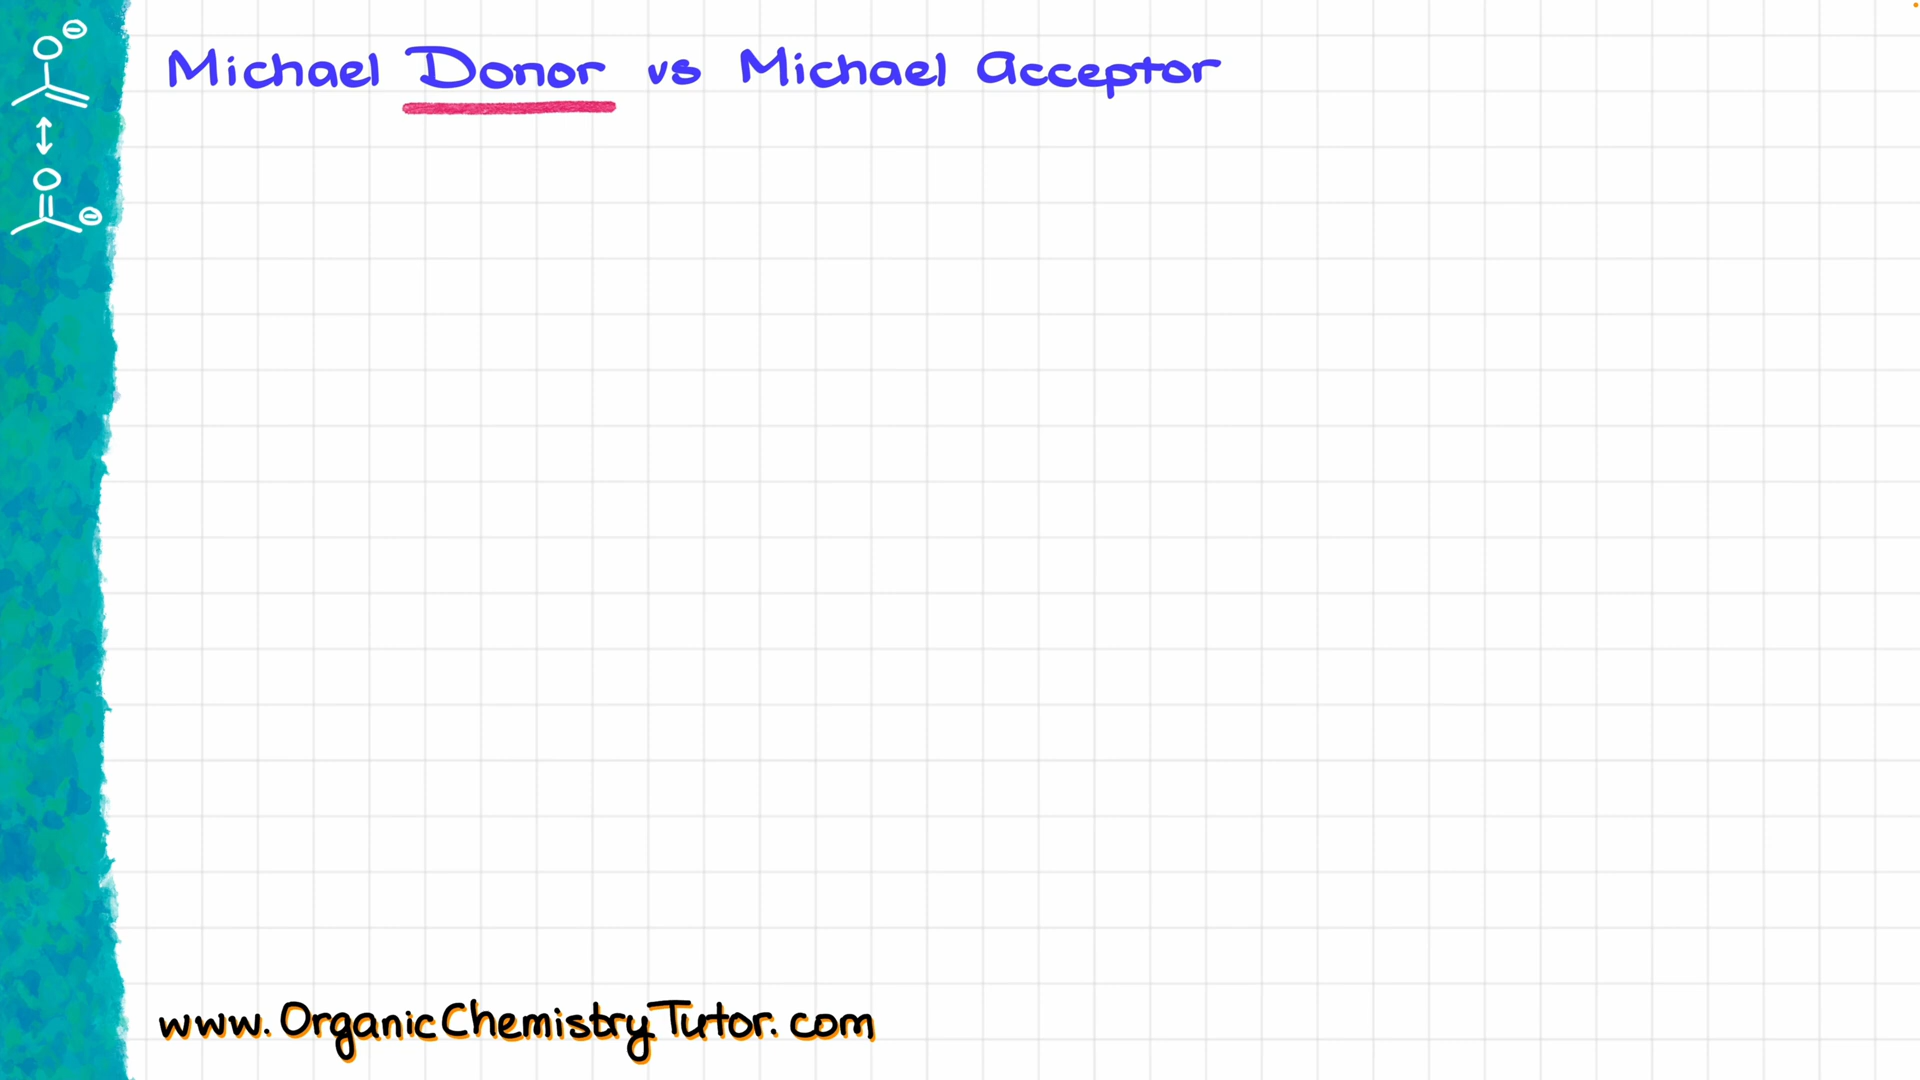 O⊖
O
⊖
Michael Donor vs Michael Acceptor
www.OrganicChemistryTutor.com